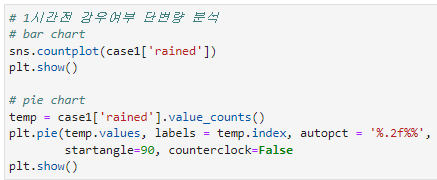 # 1시간전 강우여부 단변량 분석
# bar chart
sns.countplot(case1['rained'])
plt.show()

# pie chart
temp = case1['rained'].value_counts()
plt.pie(temp.values, labels = temp.index, autopct = '%.2f%%',
        startangle=90, counterclock=False
plt.show()